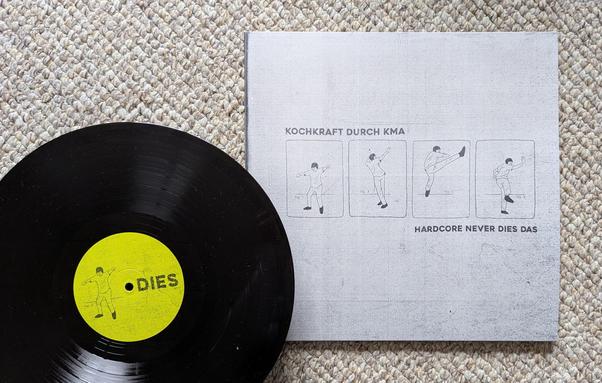 KOCHKRAFT DURCH KMA
HARDCORE NEVER DIES DAS
DIES